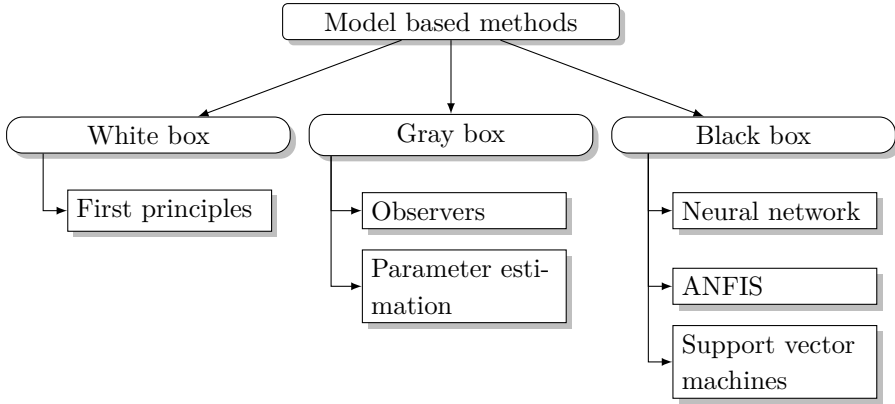 Model based methods
White box
Gray box
Black box
First principles
Observers
Parameter esti-
mation
Neural network
ANFIS
Support vector
machines